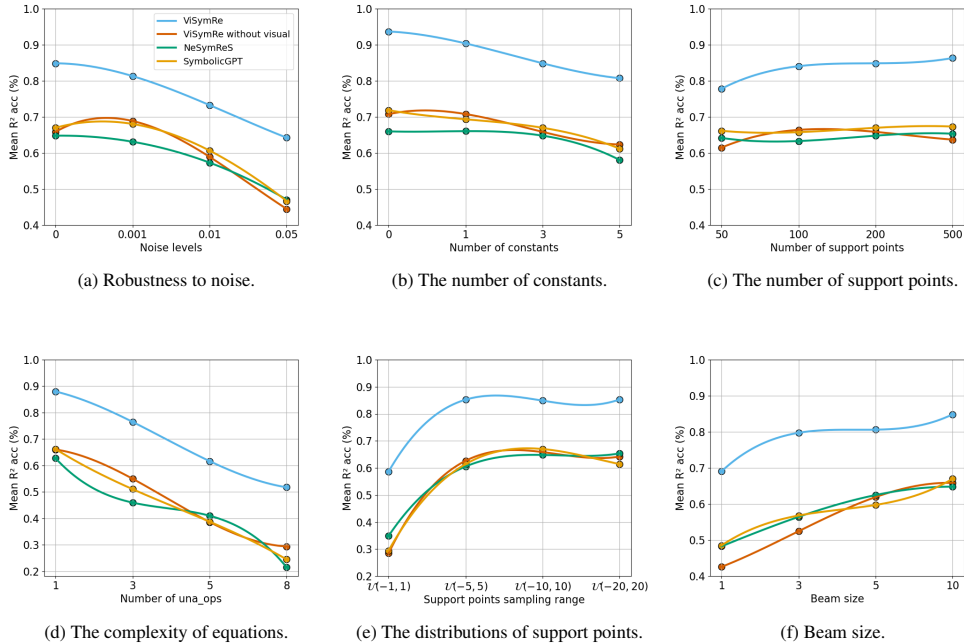 1.0
0.9
0.8
0.7
0.6
0.5
0.4
Mean R² acc (%)
ViSymRe
ViSymRe without visual
NeSymReS
SymbolicGPT
0 0.001 0.01 0.05
Noise levels
(a) Robustness to noise.
1.0
0.9
0.8
0.7
0.6
0.5
0.4
Mean R² acc (%)
0 1 3 5
Number of constants
(b) The number of constants.
1.0
0.9
0.8
0.7
0.6
0.5
0.4
Mean R² acc (%)
50 100 200 500
Number of support points
(c) The number of support points.
1.0
0.9
0.8
0.7
0.6
0.5
0.4
0.3
0.2
Mean R² acc (%)
1 3 5 8
Number of una_ops
(d) The complexity of equations.
1.0
0.9
0.8
0.7
0.6
0.5
0.4
0.3
0.2
Mean R² acc (%)
𝒰(−1, 1) 𝒰(−5, 5) 𝒰(−10, 10) 𝒰(−20, 20)
Support points sampling range
(e) The distributions of support points.
1.0
0.9
0.8
0.7
0.6
0.5
0.4
Mean R² acc (%)
1 3 5 10
Beam size
(f) Beam size.